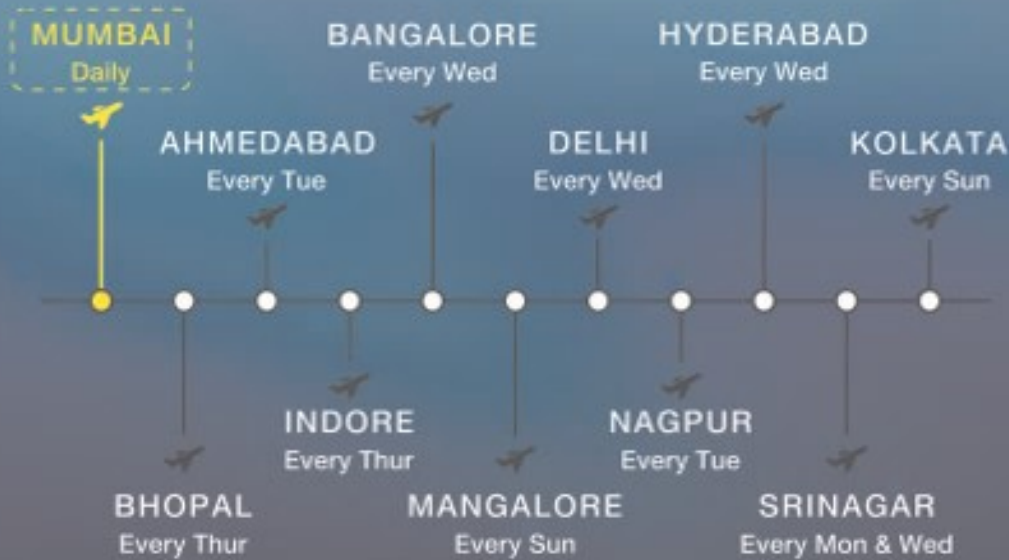 MUMBAI
Daily
BANGALORE
Every Wed
HYDERABAD
Every Wed
AHMEDABAD
Every Tue
DELHI
Every Wed
KOLKATA
Every Sun
INDORE
Every Thur
NAGPUR
Every Tue
BHOPAL
Every Thur
MANGALORE
Every Sun
SRINAGAR
Every Mon & Wed